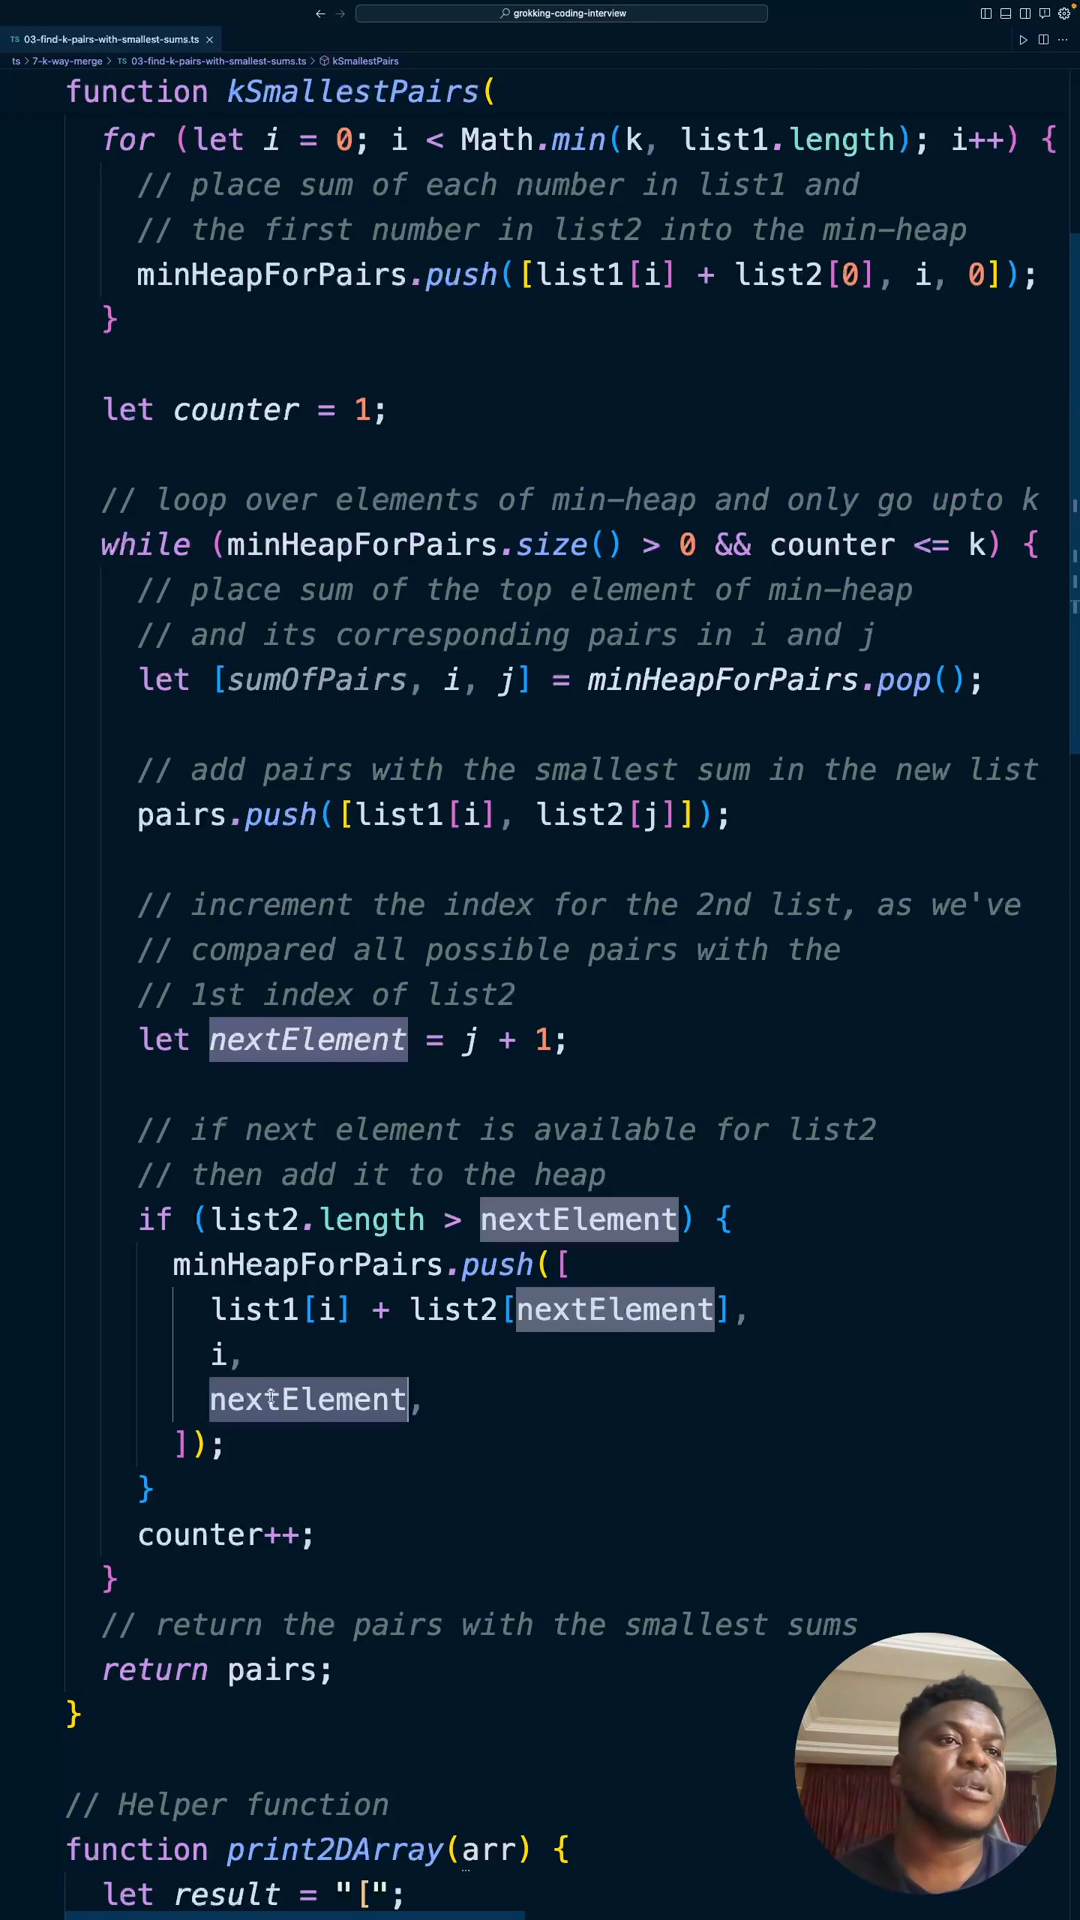 grokking-coding-interview
TS 03-find-k-pairs-with-smallest-sums.ts
ts > 7-k-way-merge > TS 03-find-k-pairs-with-smallest-sums.ts > kSmallestPairs
function kSmallestPairs(
for (let i = 0; i < Math.min(k, list1.length); i++) {
// place sum of each number in list1 and
// the first number in list2 into the min-heap
minHeapForPairs.push([list1[i] + list2[0], i, 0]);
}
let counter = 1;
// loop over elements of min-heap and only go upto k
while (minHeapForPairs.size() > 0 && counter <= k) {
// place sum of the top element of min-heap
// and its corresponding pairs in i and j
let [sumOfPairs, i, j] = minHeapForPairs.pop();
// add pairs with the smallest sum in the new list
pairs.push([list1[i], list2[j]]);
// increment the index for the 2nd list, as we've
// compared all possible pairs with the
// 1st index of list2
let nextElement = j + 1;
// if next element is available for list2
// then add it to the heap
if (list2.length > nextElement) {
minHeapForPairs.push([
list1[i] + list2[nextElement],
i,
nextElement,
]);
}
counter++;
}
// return the pairs with the smallest sums
return pairs;
}
// Helper function
function print2DArray(arr) {
let result = "[";